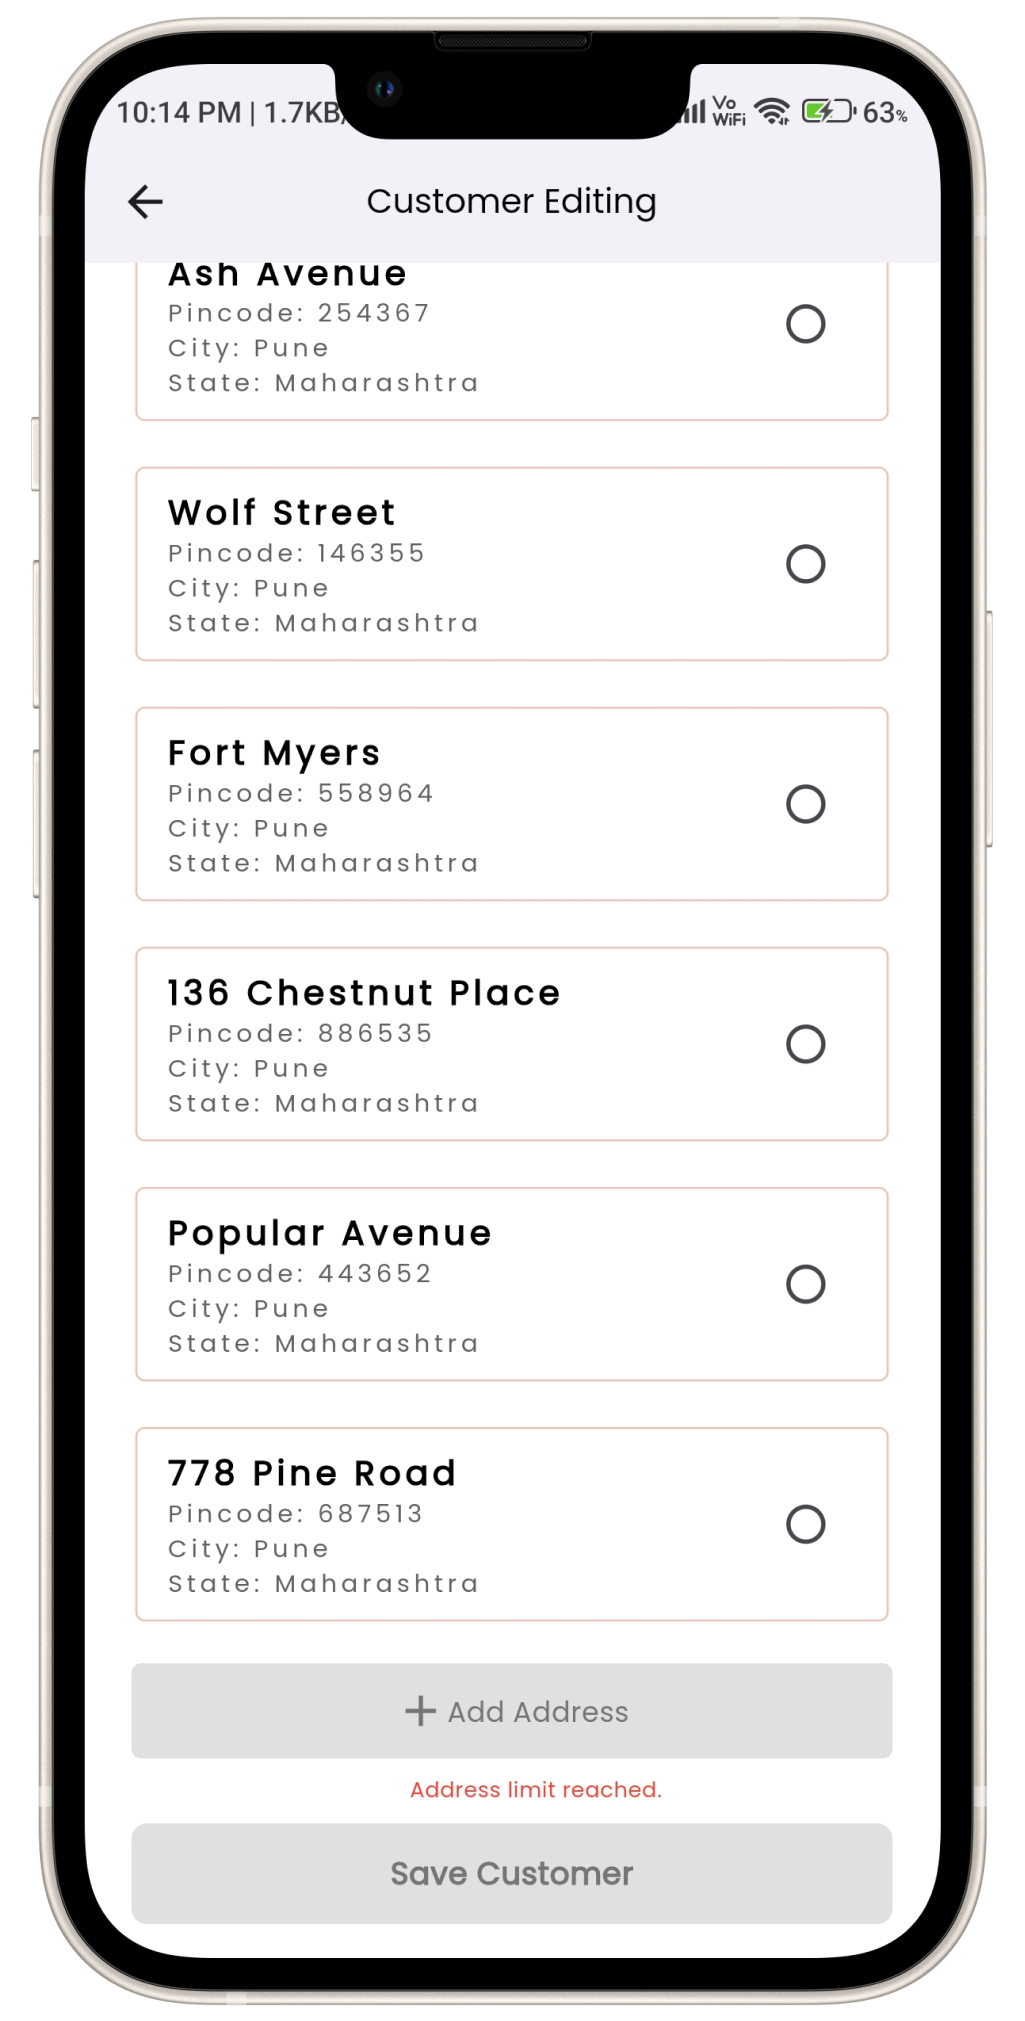 10:14 PM | 1.7KB/
Vo
WiFi
63%
Customer Editing
Ash Avenue
Pincode: 254367
City: Pune
State: Maharashtra
Wolf Street
Pincode: 146355
City: Pune
State: Maharashtra
Fort Myers
Pincode: 558964
City: Pune
State: Maharashtra
136 Chestnut Place
Pincode: 886535
City: Pune
State: Maharashtra
Popular Avenue
Pincode: 443652
City: Pune
State: Maharashtra
778 Pine Road
Pincode: 687513
City: Pune
State: Maharashtra
+ Add Address
Address limit reached.
Save Customer